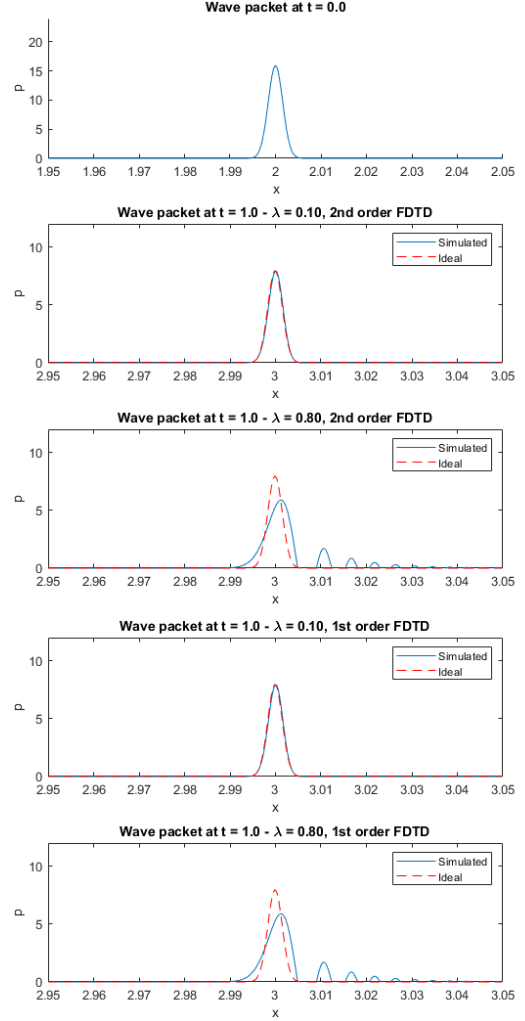 Wave packet at t = 0.0
p
20
15
10
5
0
1.95 1.96 1.97 1.98 1.99 2 2.01 2.02 2.03 2.04 2.05
x
Wave packet at t = 1.0 - λ = 0.10, 2nd order FDTD
Simulated
Ideal
p
10
5
0
2.95 2.96 2.97 2.98 2.99 3 3.01 3.02 3.03 3.04 3.05
x
Wave packet at t = 1.0 - λ = 0.80, 2nd order FDTD
Simulated
Ideal
p
10
5
0
2.95 2.96 2.97 2.98 2.99 3 3.01 3.02 3.03 3.04 3.05
x
Wave packet at t = 1.0 - λ = 0.10, 1st order FDTD
Simulated
Ideal
p
10
5
0
2.95 2.96 2.97 2.98 2.99 3 3.01 3.02 3.03 3.04 3.05
x
Wave packet at t = 1.0 - λ = 0.80, 1st order FDTD
Simulated
Ideal
p
10
5
0
2.95 2.96 2.97 2.98 2.99 3 3.01 3.02 3.03 3.04 3.05
x